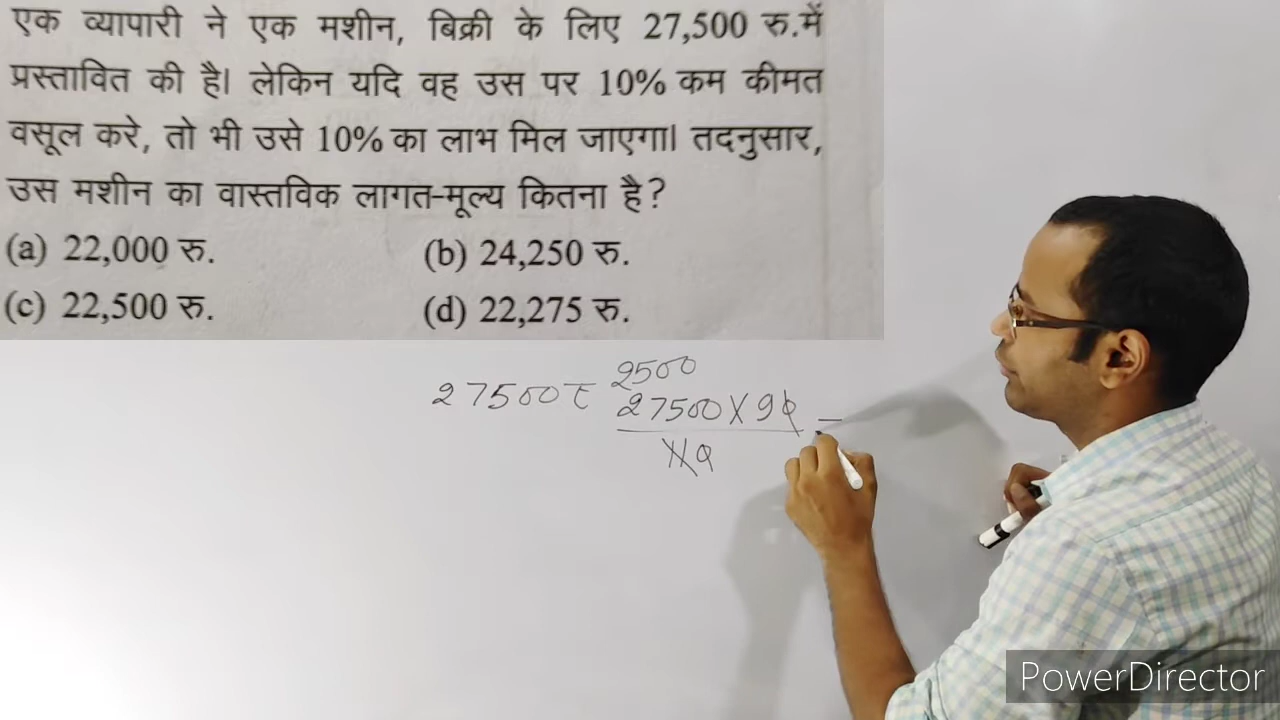 एक व्यापारी ने एक मशीन, बिक्री के लिए 27,500 रु.में
प्रस्तावित की है। लेकिन यदि वह उस पर 10% कम कीमत
वसूल करे, तो भी उसे 10% का लाभ मिल जाएगा। तदनुसार,
उस मशीन का वास्तविक लागत-मूल्य कितना है?
(a) 22,000 रु. (b) 24,250 रु.
(c) 22,500 रु. (d) 22,275 रु.
2500
27500 27500 X 90 =
110
PowerDirector